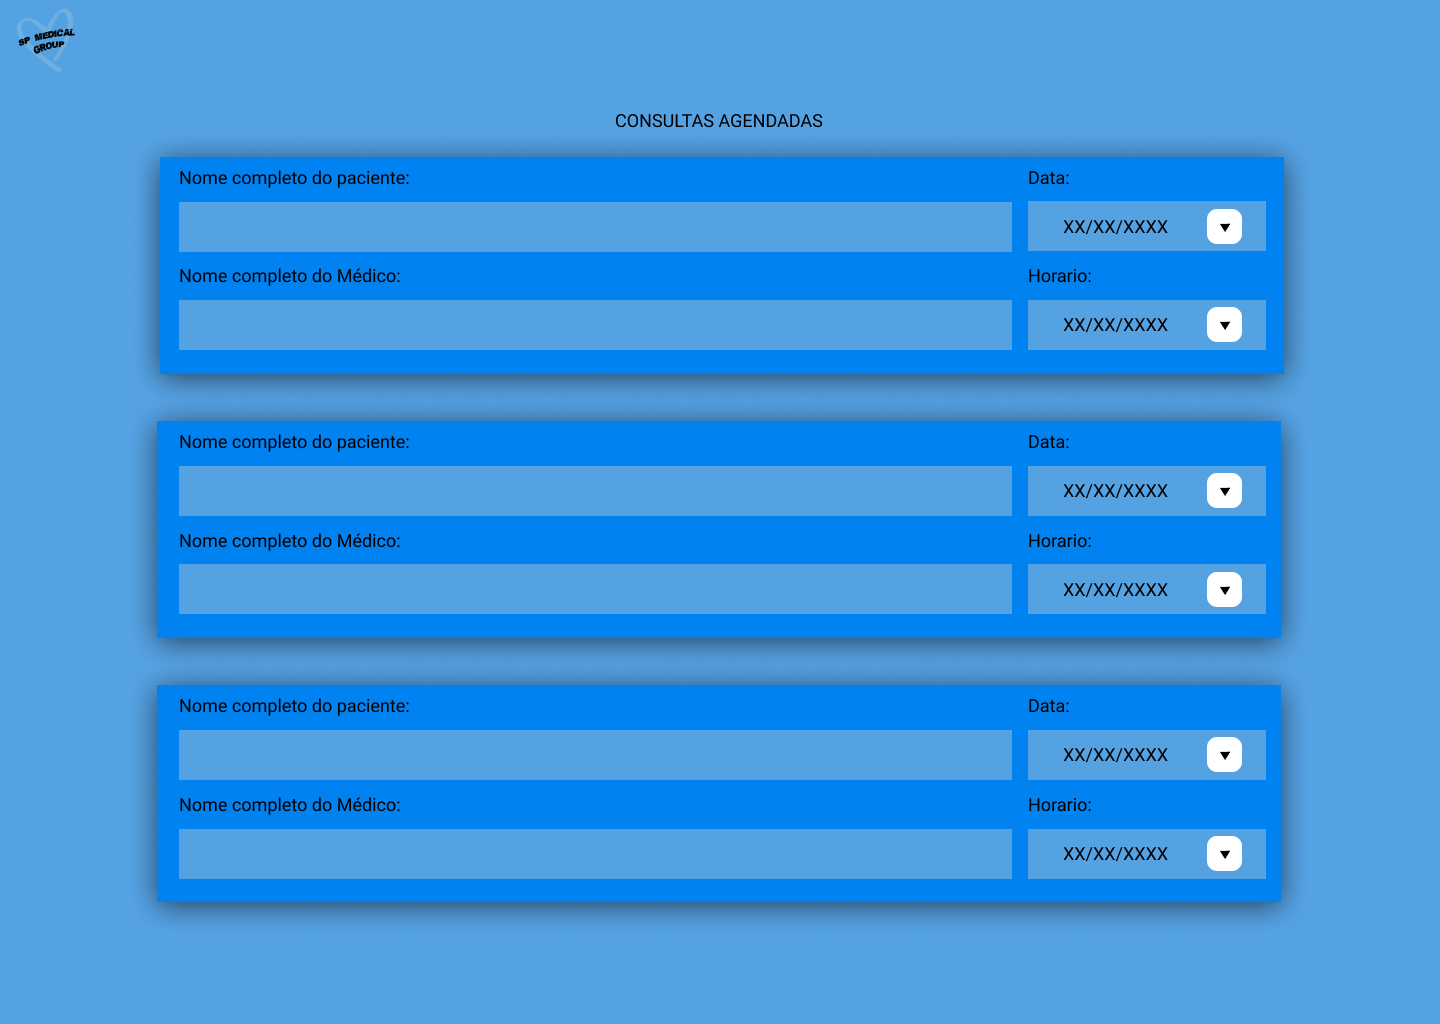 SP MEDICAL
GROUP
CONSULTAS AGENDADAS
Nome completo do paciente:
Data:
XX/XX/XXXX
Nome completo do Médico:
Horario:
XX/XX/XXXX
Nome completo do paciente:
Data:
XX/XX/XXXX
Nome completo do Médico:
Horario:
XX/XX/XXXX
Nome completo do paciente:
Data:
XX/XX/XXXX
Nome completo do Médico:
Horario:
XX/XX/XXXX